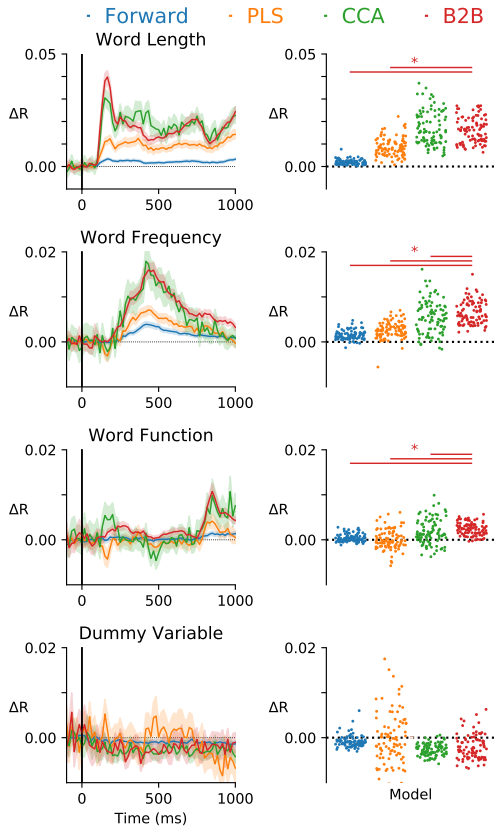 Forward PLS CCA B2B
Word Length
0.05
ΔR
0.00
0 500 1000
0.05
ΔR
0.00
*
Word Frequency
0.02
ΔR
0.00
0 500 1000
0.02
ΔR
0.00
*
Word Function
0.02
ΔR
0.00
0 500 1000
0.02
ΔR
0.00
*
Dummy Variable
0.02
ΔR
0.00
0 500 1000
Time (ms)
0.02
ΔR
0.00
Model